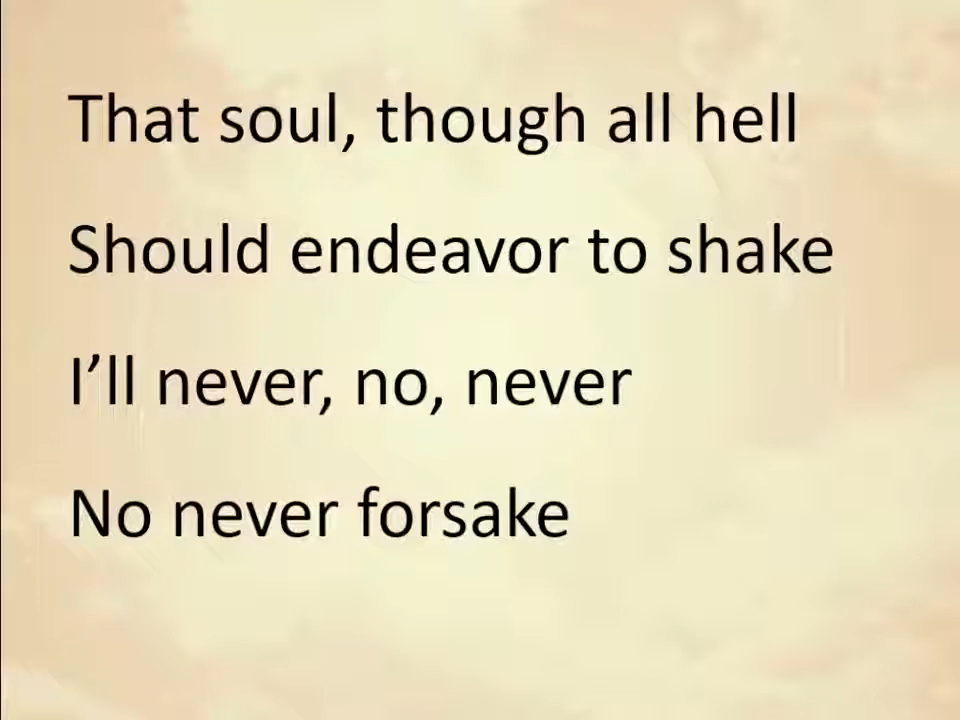 That soul, though all hell
Should endeavor to shake
I’ll never, no, never
No never forsake